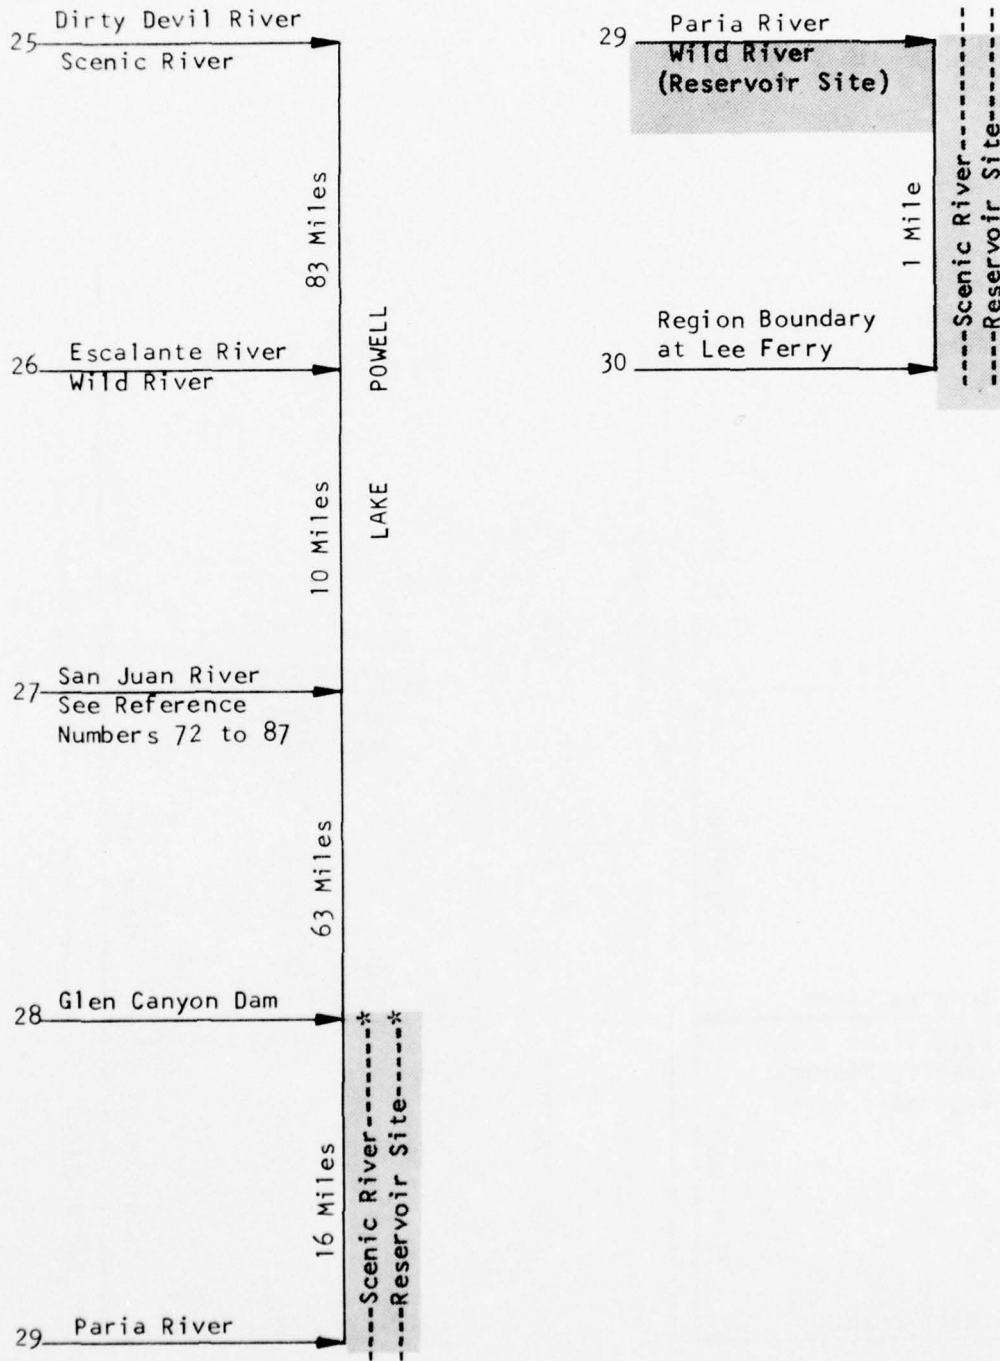 Dirty Devil River
25
Scenic River
83 Miles
Escalante River
26
Wild River
LAKE POWELL
10 Miles
San Juan River
27
See Reference
Numbers 72 to 87
63 Miles
Glen Canyon Dam
28
16 Miles
----Scenic River-------*
----Reservoir Site-----*
Paria River
29
Paria River
29
Wild River
(Reservoir Site)
1 Mile
----Scenic River----------
----Reservoir Site--------
Region Boundary
at Lee Ferry
30